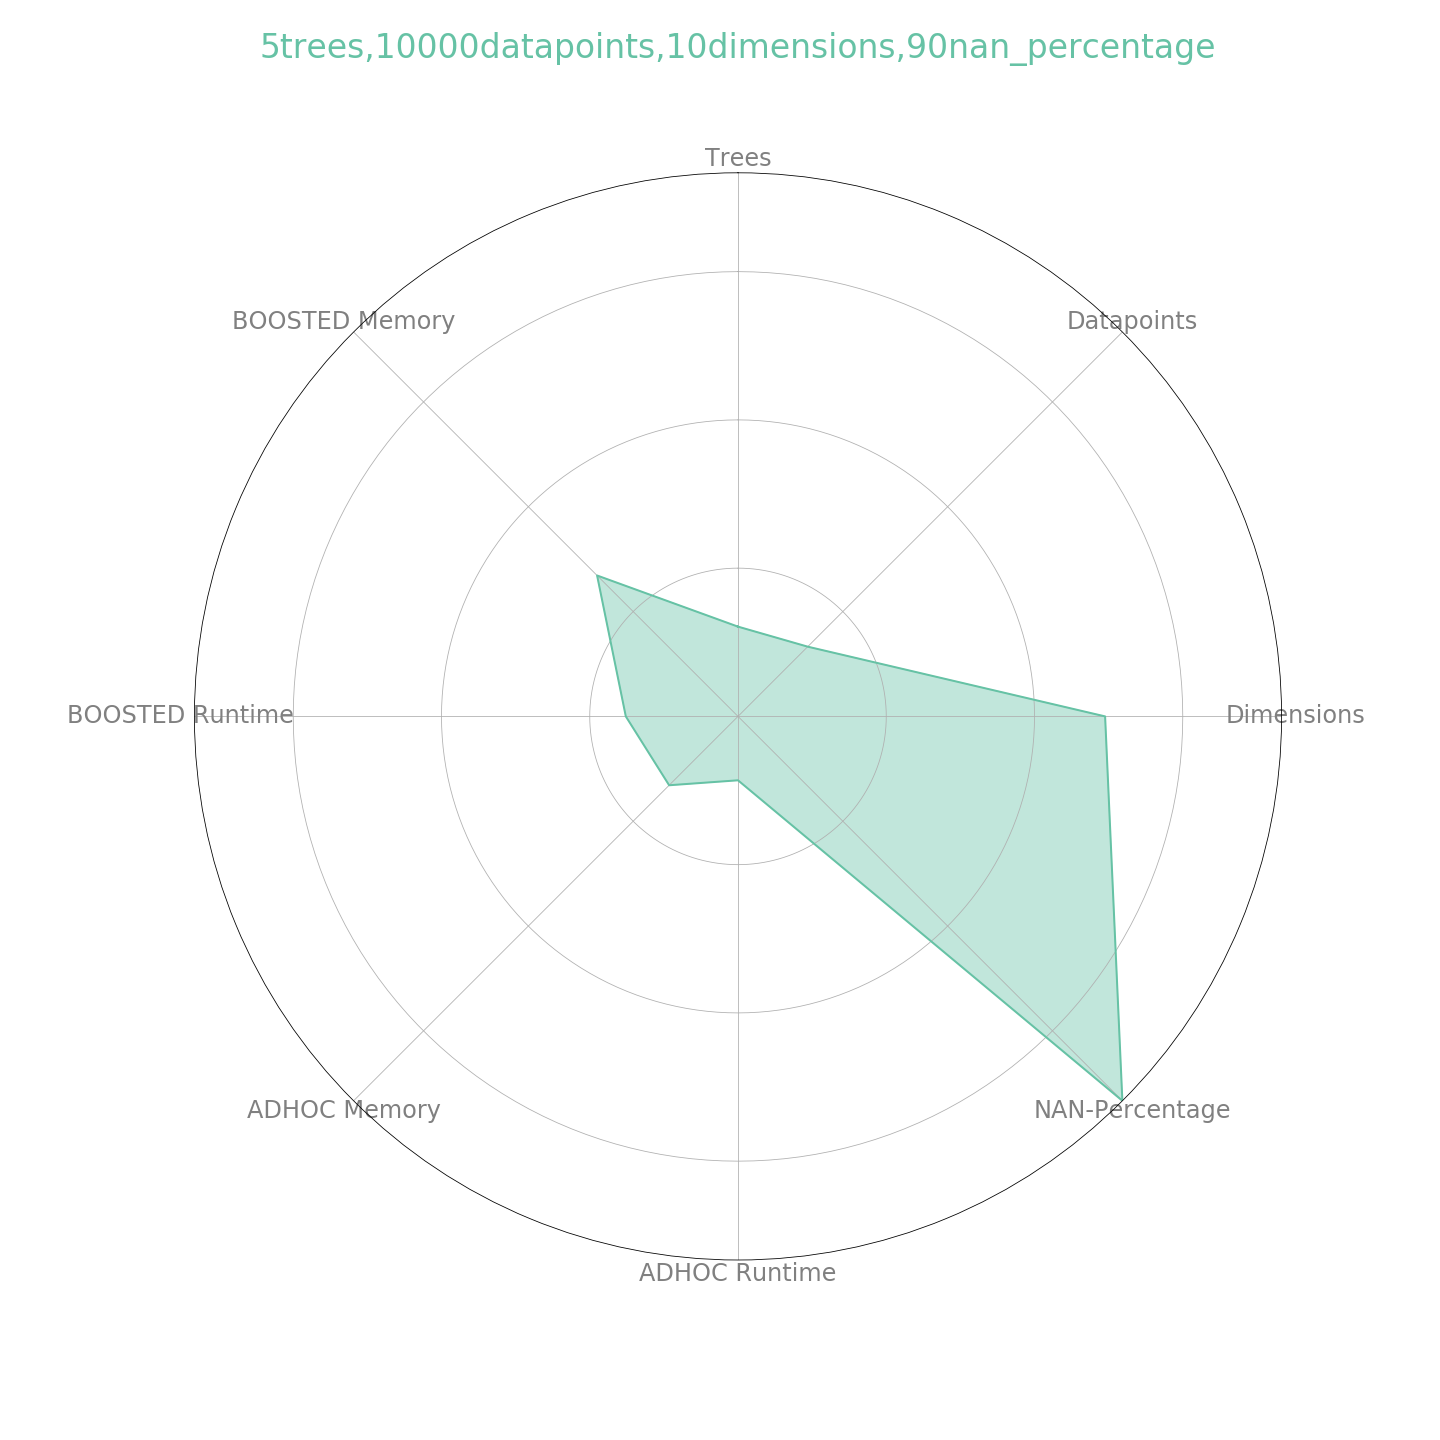 5trees,10000datapoints,10dimensions,90nan_percentage
Trees
BOOSTED Memory
Datapoints
BOOSTED Runtime
Dimensions
ADHOC Memory
NAN-Percentage
ADHOC Runtime